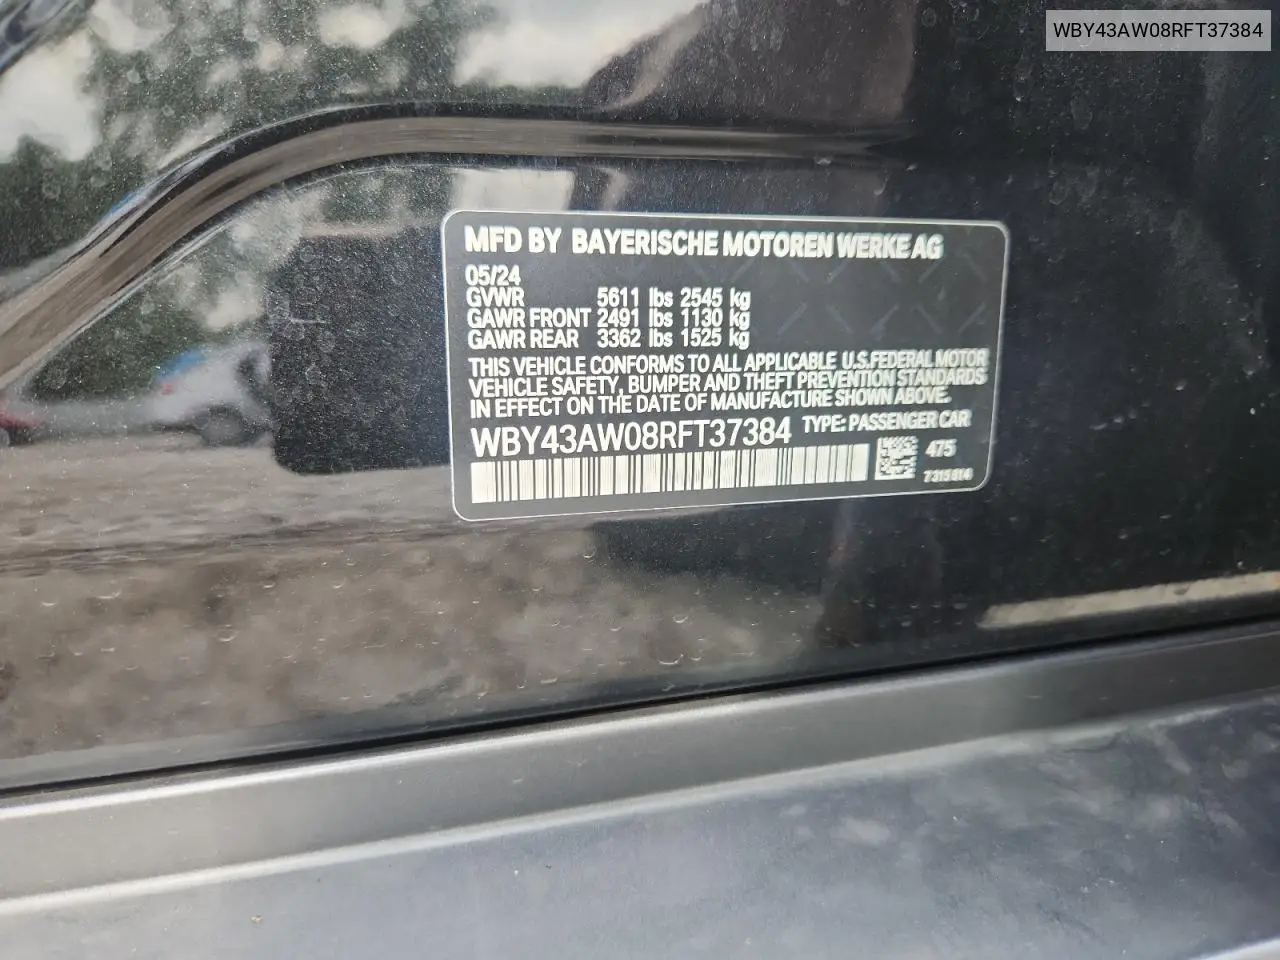 WBY43AW08RFT37384
MFD BY BAYERISCHE MOTOREN WERKE AG
05/24
GVWR 5611 lbs 2545 kg
GAWR FRONT 2491 lbs 1130 kg
GAWR REAR 3362 lbs 1525 kg
THIS VEHICLE CONFORMS TO ALL APPLICABLE U.S.FEDERAL MOTOR
VEHICLE SAFETY, BUMPER AND THEFT PREVENTION STANDARDS
IN EFFECT ON THE DATE OF MANUFACTURE SHOWN ABOVE.
WBY43AW08RFT37384 TYPE: PASSENGER CAR
475